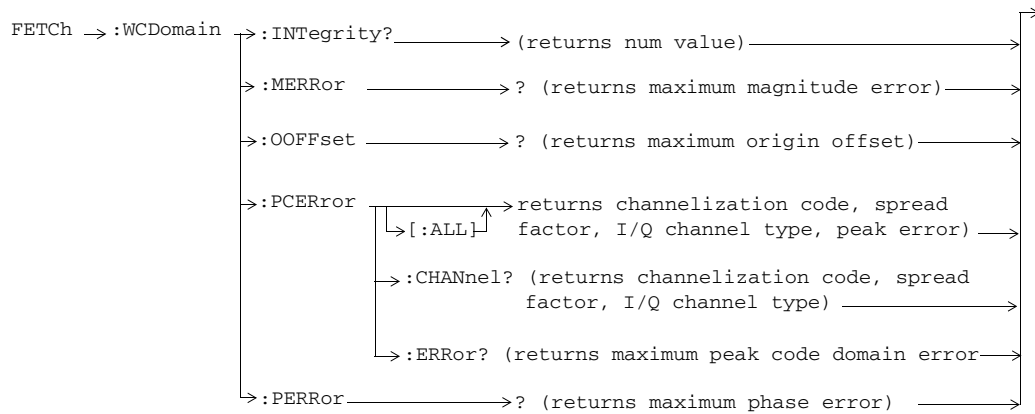 FETCh :WCDomain :INTegrity? (returns num value)
:MERRor ? (returns maximum magnitude error)
:OOFFset ? (returns maximum origin offset)
:PCERror returns channelization code, spread
[:ALL] factor, I/Q channel type, peak error)
:CHANnel? (returns channelization code, spread
factor, I/Q channel type)
:ERRor? (returns maximum peak code domain error
:PERRor ? (returns maximum phase error)